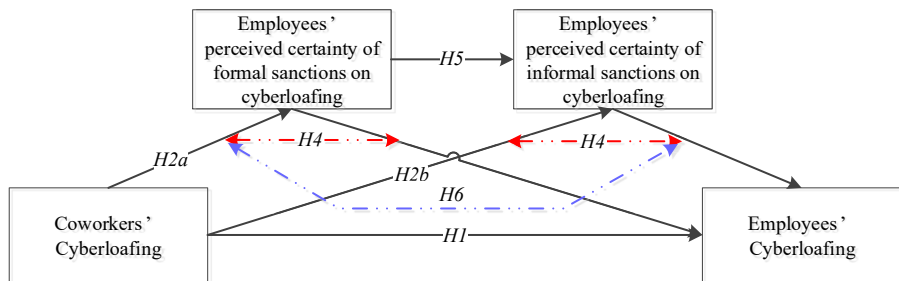 Employees’
perceived certainty of
formal sanctions on
cyberloafing
H5
Employees’
perceived certainty of
informal sanctions on
cyberloafing
H4
H4
H2a
H2b
H6
Coworkers’
Cyberloafing
H1
Employees’
Cyberloafing